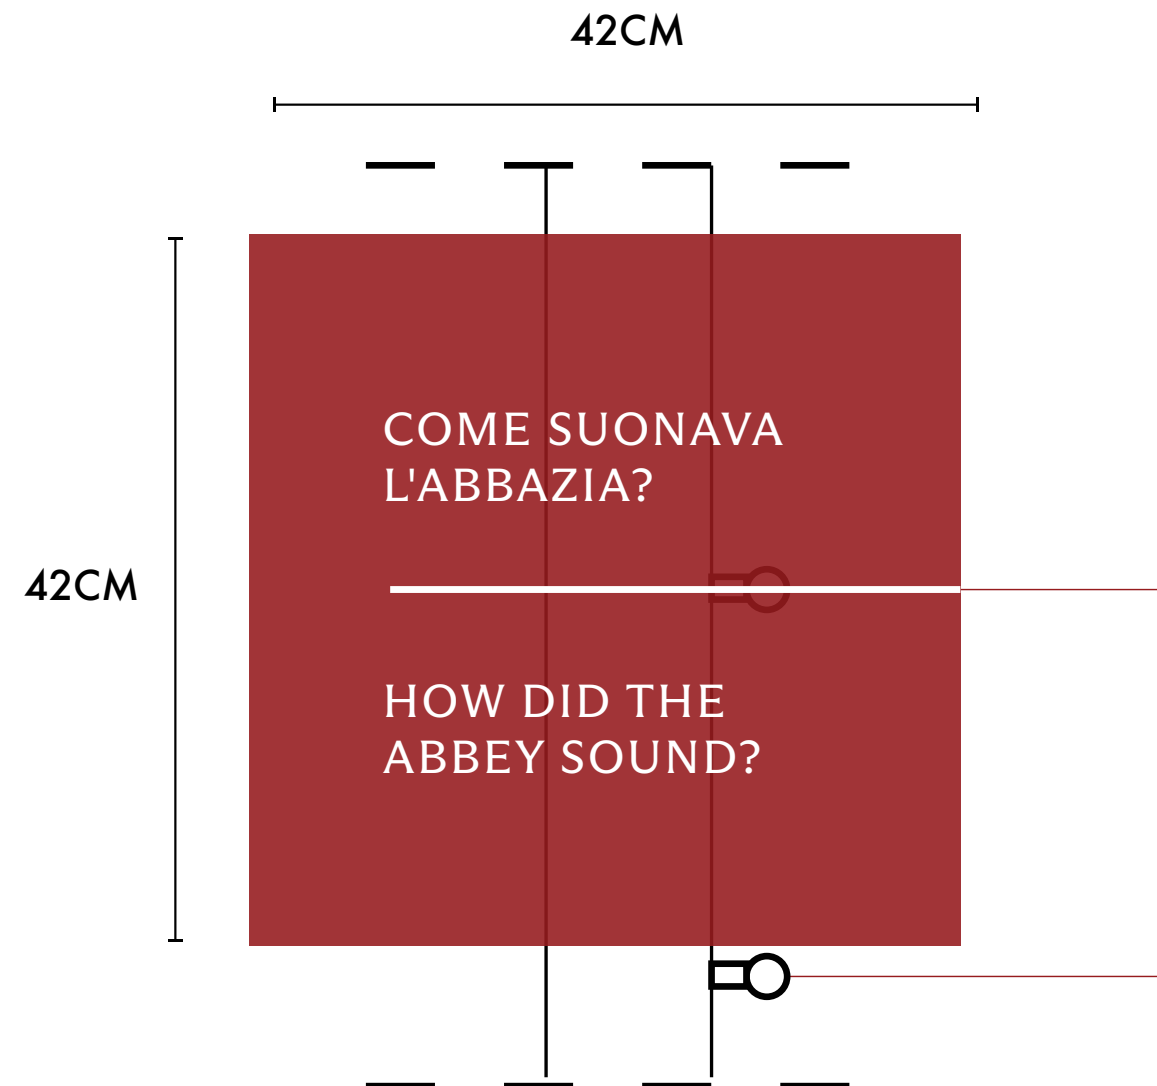 42CM
42CM
COME SUONAVA
L'ABBAZIA?
HOW DID THE
ABBEY SOUND?